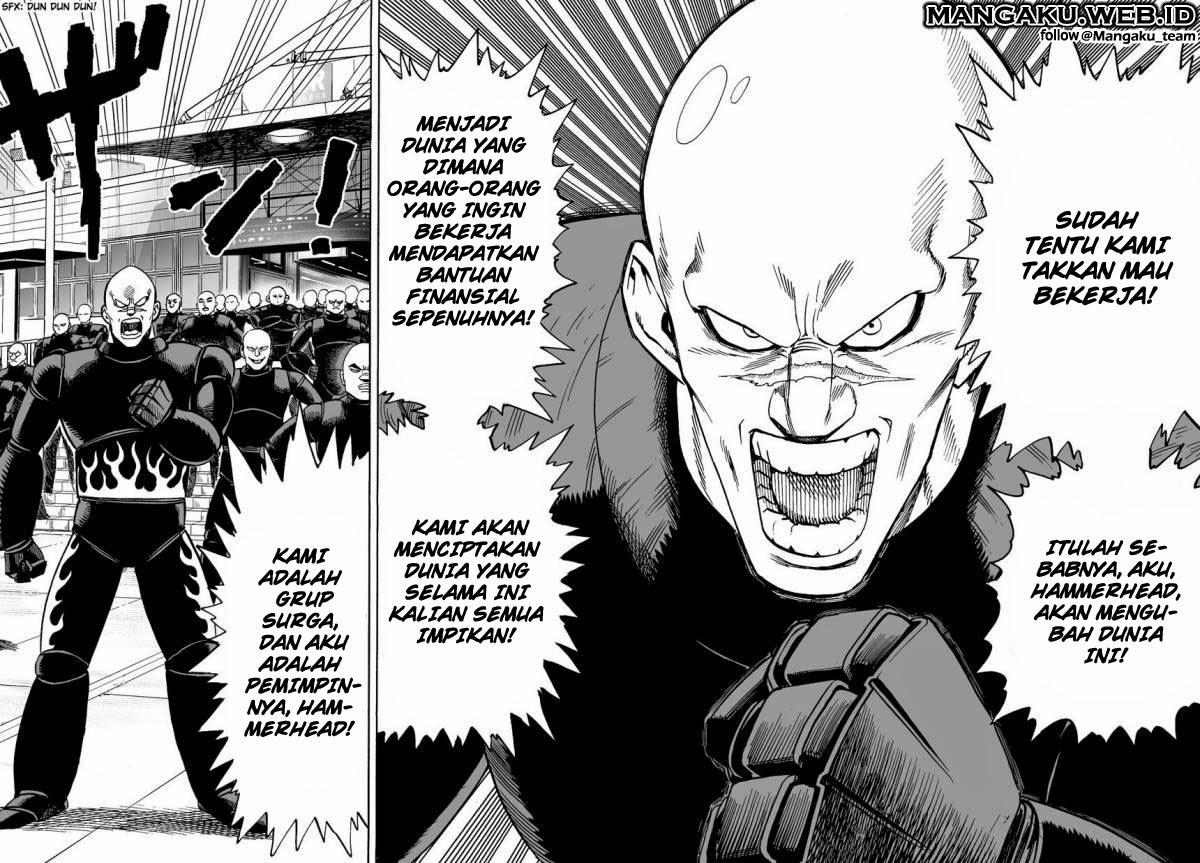 SFX: DUN DUN DUN!
MANGAKU.WEB.ID
follow @Mangaku_team
SUDAH
TENTU KAMI
TAKKAN MAU
BEKERJA!
ITULAH SE-
BABNYA, AKU,
HAMMERHEAD,
AKAN MENGU-
BAH DUNIA
INI!
MENJADI
DUNIA YANG
DIMANA
ORANG-ORANG
YANG INGIN
BEKERJA
MENDAPATKAN
BANTUAN
FINANSIAL
SEPENUHNYA!
KAMI AKAN
MENCIPTAKAN
DUNIA YANG
SELAMA INI
KALIAN SEMUA
IMPIKAN!
ザン!
KAMI
ADALAH
GRUP
SURGA,
DAN AKU
ADALAH
PEMIMPIN-
NYA, HAM-
MERHEAD!